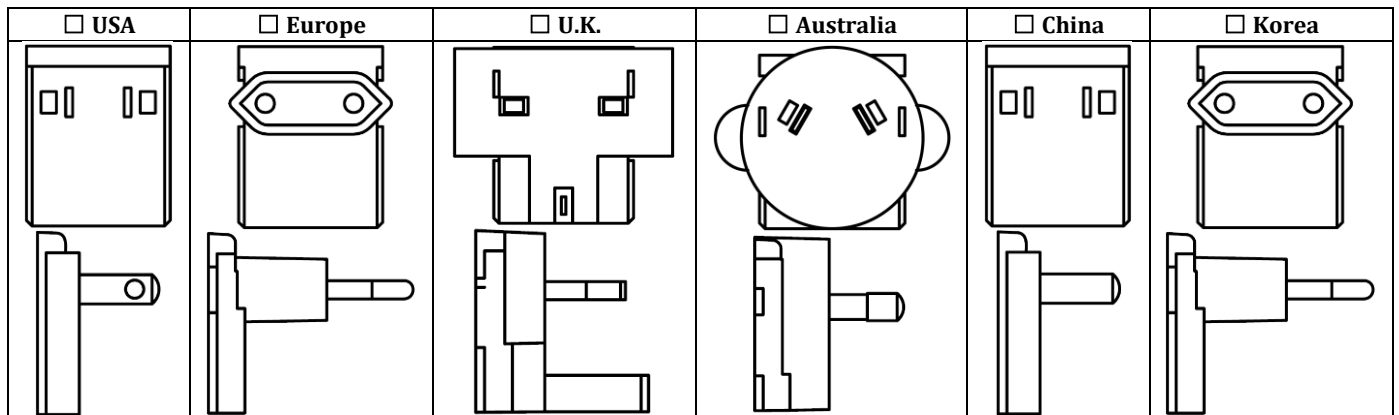 ☐ USA ☐ Europe ☐ U.K. ☐ Australia ☐ China ☐ Korea